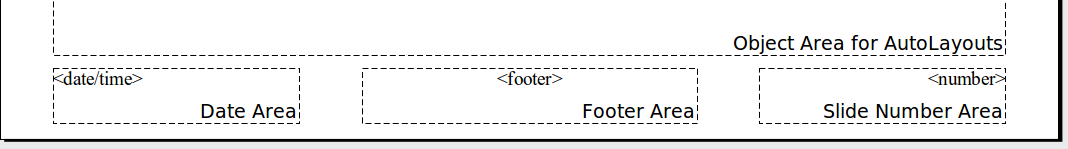 Object Area for AutoLayouts
<date/time>
Date Area
<footer>
Footer Area
<number>
Slide Number Area